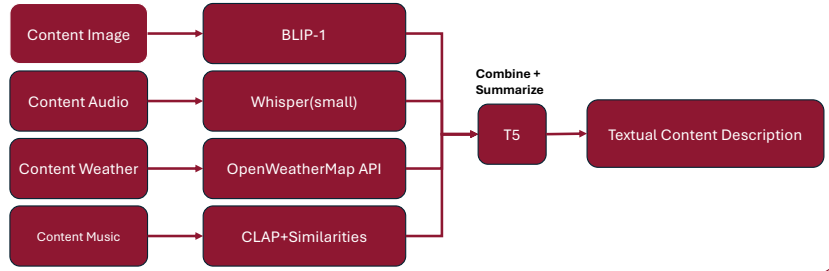 Content Image
BLIP-1
Content Audio
Whisper(small)
Combine +
Summarize
T5
Textual Content Description
Content Weather
OpenWeatherMap API
Content Music
CLAP+Similarities